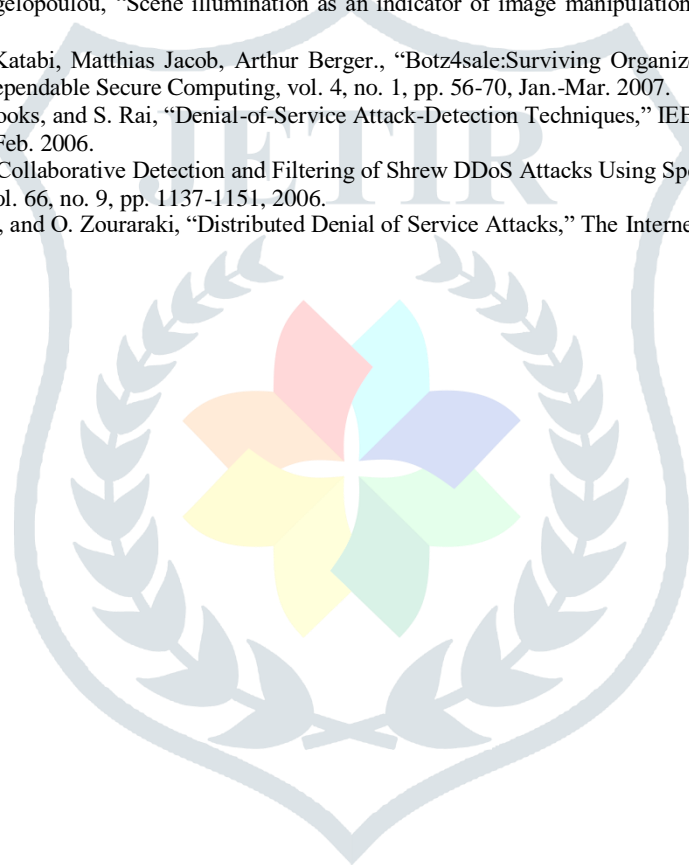 gelopoulou, “Scene illumination as an indicator of image manipulation
Katabi, Matthias Jacob, Arthur Berger., “Botz4sale:Surviving Organiz
ependable Secure Computing, vol. 4, no. 1, pp. 56-70, Jan.-Mar. 2007.
ooks, and S. Rai, “Denial-of-Service Attack-Detection Techniques,” IEE
Feb. 2006.
Collaborative Detection and Filtering of Shrew DDoS Attacks Using Spe
ol. 66, no. 9, pp. 1137-1151, 2006.
, and O. Zouraraki, “Distributed Denial of Service Attacks,” The Interne
JETIR